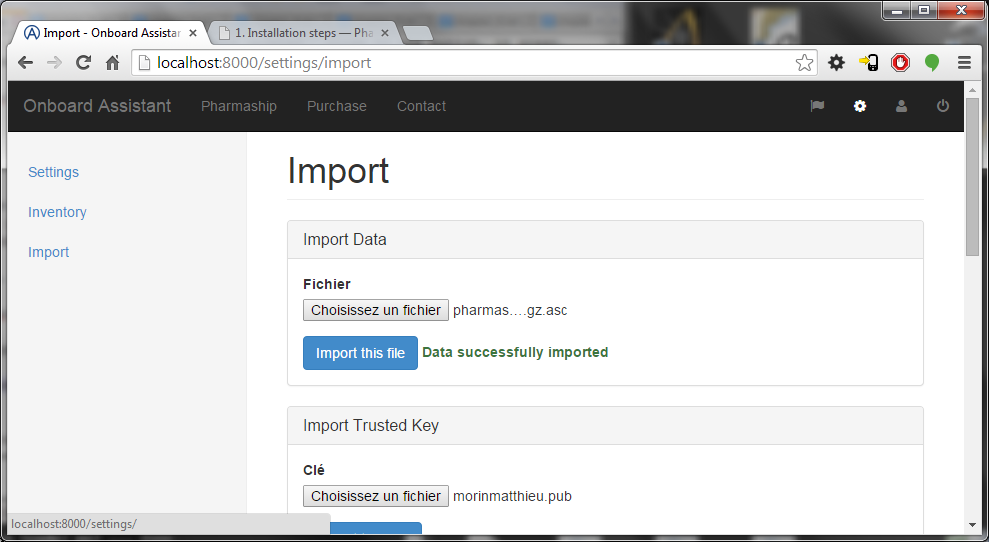 Import - Onboard Assistar
1. Installation steps — Pha
localhost:8000/settings/import
Onboard Assistant Pharmaship Purchase Contact
Settings
Inventory
Import
Import
Import Data
Fichier
Choisissez un fichier pharmas….gz.asc
Import this file Data successfully imported
Import Trusted Key
Clé
Choisissez un fichier morinmatthieu.pub
localhost:8000/settings/